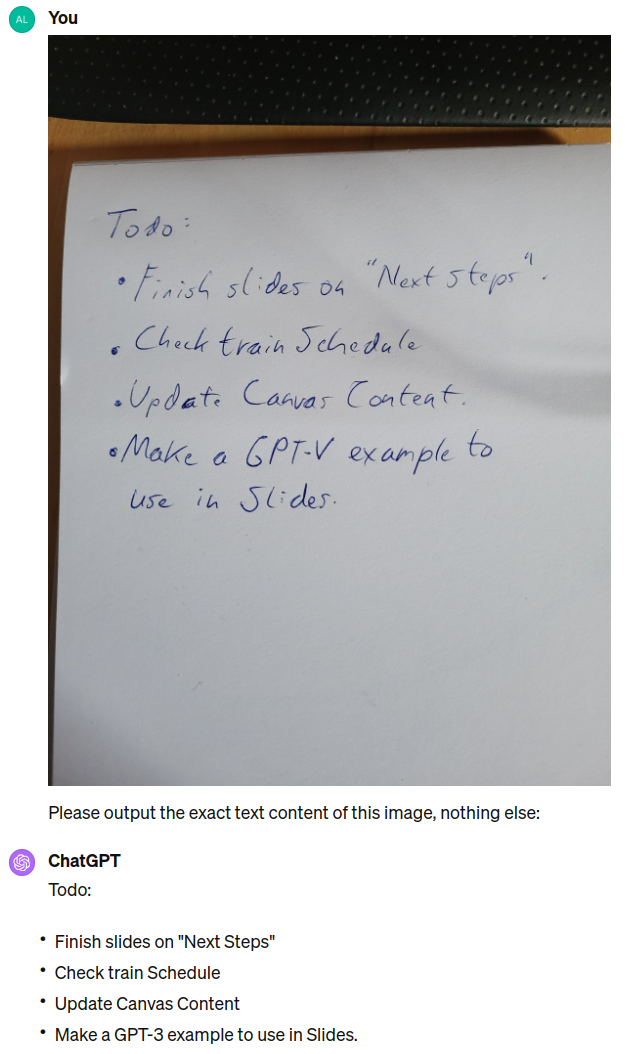 AL You
Todo:
• Finish slides on "Next Steps".
• Check train Schedule
• Update Canvas Content.
• Make a GPT-V example to
use in Slides.
Please output the exact text content of this image, nothing else:
ChatGPT
Todo:
• Finish slides on "Next Steps"
• Check train Schedule
• Update Canvas Content
• Make a GPT-3 example to use in Slides.